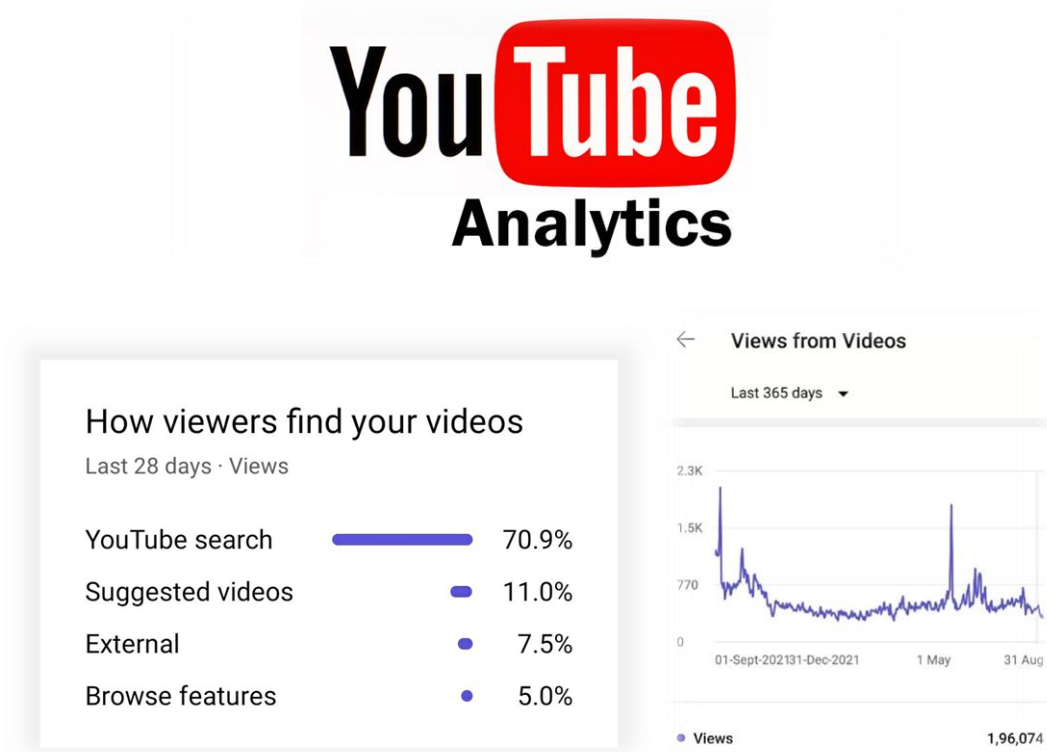 YouTube
Analytics
How viewers find your videos
Last 28 days · Views
YouTube search 70.9%
Suggested videos 11.0%
External 7.5%
Browse features 5.0%
Views from Videos
Last 365 days
2.3K
1.5K
770
0
01-Sept-202131-Dec-2021 1 May 31 Aug
Views 1,96,074